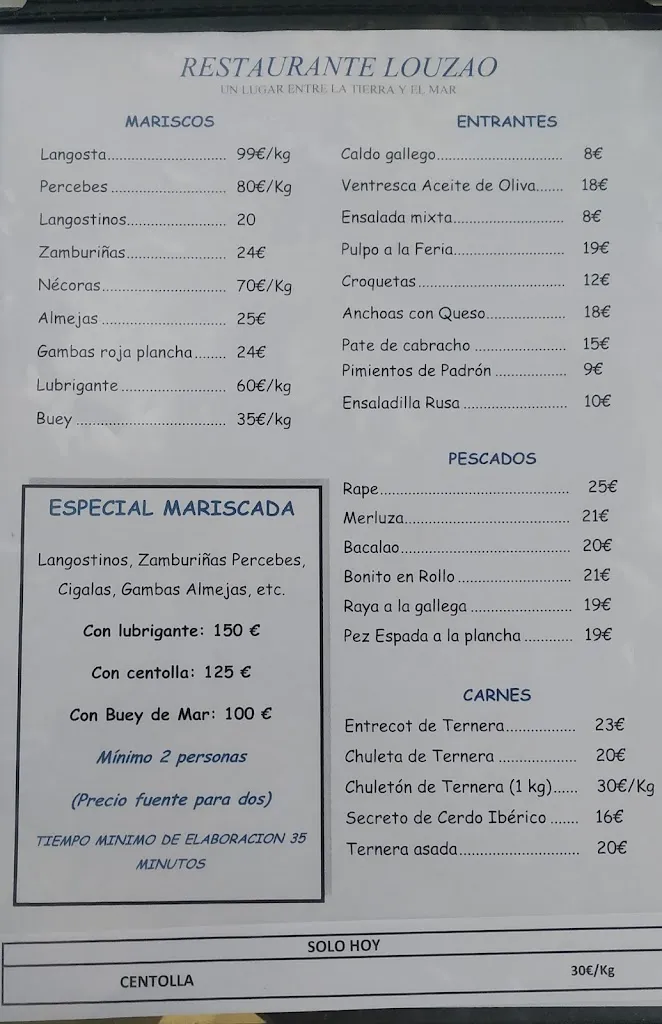 RESTAURANTE LOUZAO
UN LUGAR ENTRE LA TIERRA Y EL MAR
MARISCOS
Langosta............................ 99€/kg
Percebes ........................... 80€/Kg
Langostinos........................ 20
Zamburiñas........................ 24€
Nécoras.............................. 70€/Kg
Almejas .............................. 25€
Gambas roja plancha....... 24€
Lubrigante ......................... 60€/kg
Buey .................................... 35€/kg
ESPECIAL MARISCADA
Langostinos, Zamburiñas Percebes,
Cigalas, Gambas Almejas, etc.
Con lubrigante: 150 €
Con centolla: 125 €
Con Buey de Mar: 100 €
Mínimo 2 personas
(Precio fuente para dos)
TIEMPO MINIMO DE ELABORACION 35
MINUTOS
ENTRANTES
Caldo gallego.............................. 8€
Ventresca Aceite de Oliva....... 18€
Ensalada mixta........................... 8€
Pulpo a la Feria........................... 19€
Croquetas.................................... 12€
Anchoas con Queso.................... 18€
Pate de cabracho ...................... 15€
Pimientos de Padrón ................. 9€
Ensaladilla Rusa ......................... 10€
PESCADOS
Rape.............................................. 25€
Merluza........................................ 21€
Bacalao......................................... 20€
Bonito en Rollo ........................... 21€
Raya a la gallega ........................ 19€
Pez Espada a la plancha ............ 19€
CARNES
Entrecot de Ternera................. 23€
Chuleta de Ternera ................... 20€
Chuletón de Ternera (1 kg)...... 30€/Kg
Secreto de Cerdo Ibérico ....... 16€
Ternera asada............................. 20€
SOLO HOY
CENTOLLA 30€/Kg